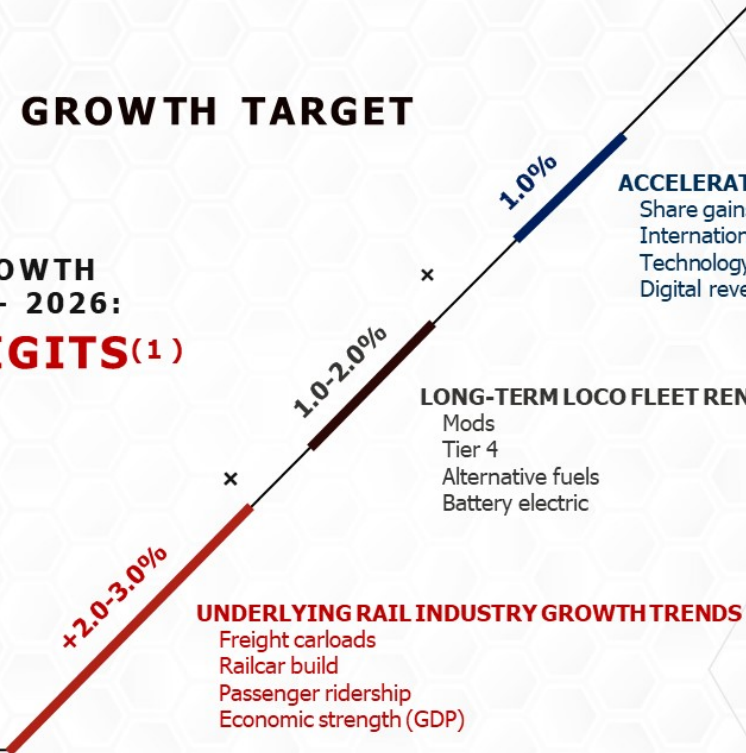 GROWTH TARGET
1.0%
ACCELERAT
Share gains
Internation
Technology
Digital reve
OWTH
- 2026:
IGITS(1)
×
1.0-2.0%
LONG-TERM LOCO FLEET REN
Mods
Tier 4
Alternative fuels
Battery electric
×
+2.0-3.0%
UNDERLYING RAIL INDUSTRY GROWTH TRENDS
Freight carloads
Railcar build
Passenger ridership
Economic strength (GDP)